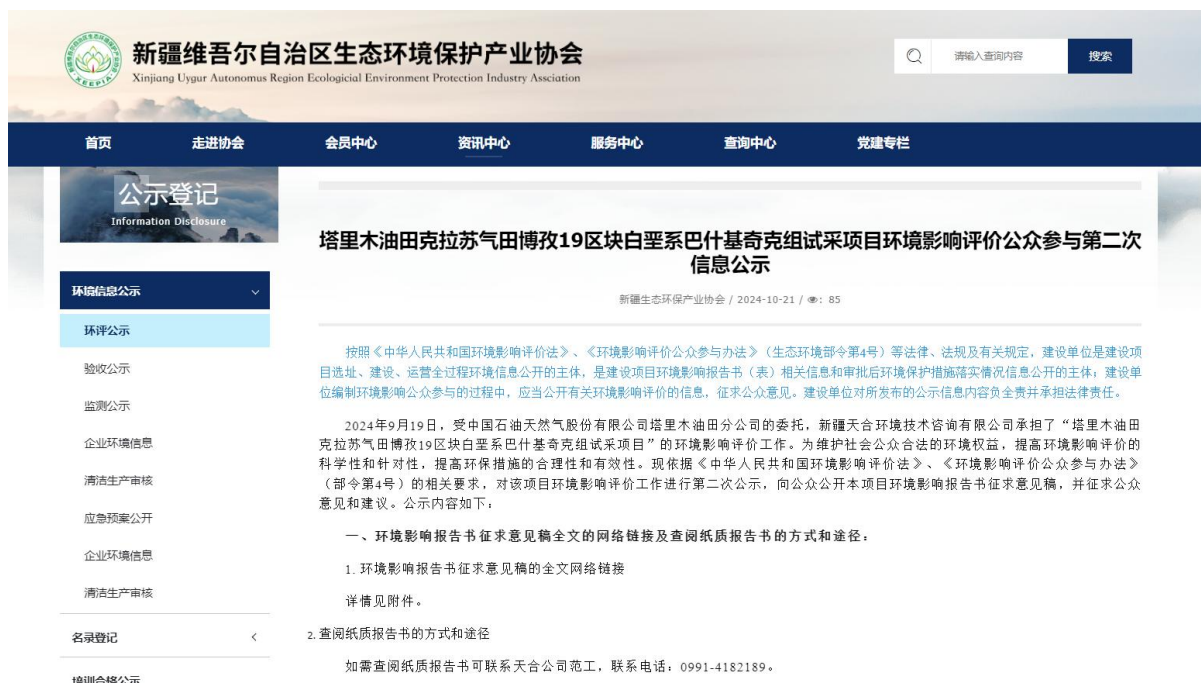 新疆维吾尔自治区生态环境保护产业协会
Xinjiang Uygur Autonomus Region Ecologicial Environment Protection Industry Assciation
XEEPIA
请输入查询内容
搜索
首页
走进协会
会员中心
资讯中心
服务中心
查询中心
党建专栏
公示登记
Information Disclosure
环境信息公示
环评公示
验收公示
监测公示
企业环境信息
清洁生产审核
应急预案公开
企业环境信息
清洁生产审核
名录登记
培训合格公示
塔里木油田克拉苏气田博孜19区块白垩系巴什基奇克组试采项目环境影响评价公众参与第二次
信息公示
新疆生态环保产业协会 / 2024-10-21 / : 85
按照《中华人民共和国环境影响评价法》、《环境影响评价公众参与办法》（生态环境部令第4号）等法律、法规及有关规定，建设单位是建设项
目选址、建设、运营全过程环境信息公开的主体，是建设项目环境影响报告书（表）相关信息和审批后环境保护措施落实情况信息公开的主体；建设单
位编制环境影响公众参与的过程中，应当公开有关环境影响评价的信息，征求公众意见。建设单位对所发布的公示信息内容负全责并承担法律责任。
2024年9月19日，受中国石油天然气股份有限公司塔里木油田分公司的委托，新疆天合环境技术咨询有限公司承担了“塔里木油田
克拉苏气田博孜19区块白垩系巴什基奇克组试采项目”的环境影响评价工作。为维护社会公众合法的环境权益，提高环境影响评价的
科学性和针对性，提高环保措施的合理性和有效性。现依据《中华人民共和国环境影响评价法》、《环境影响评价公众参与办法》
（部令第4号）的相关要求，对该项目环境影响评价工作进行第二次公示，向公众公开本项目环境影响报告书征求意见稿，并征求公众
意见和建议。公示内容如下：
一、环境影响报告书征求意见稿全文的网络链接及查阅纸质报告书的方式和途径：
1. 环境影响报告书征求意见稿的全文网络链接
详情见附件。
2. 查阅纸质报告书的方式和途径
如需查阅纸质报告书可联系天合公司范工，联系电话：0991-4182189。